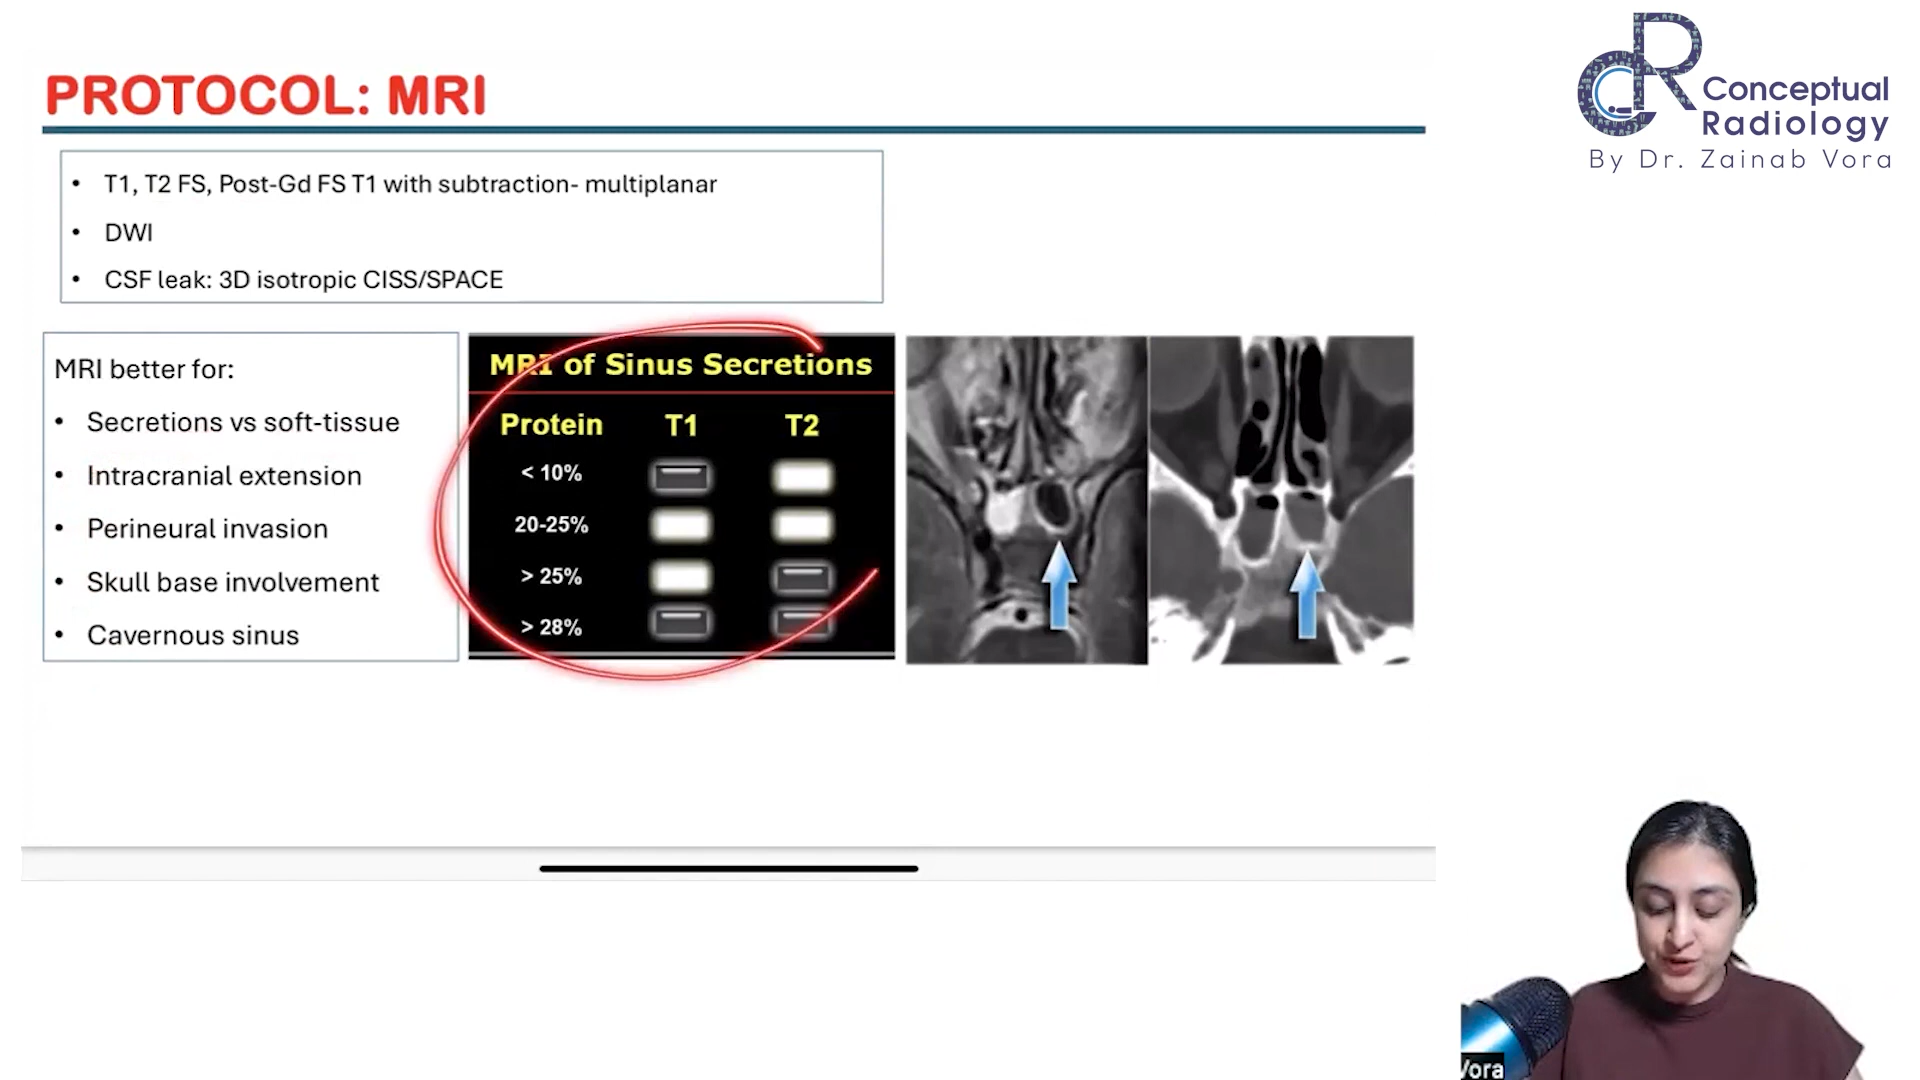 PROTOCOL: MRI
Conceptual
Radiology
By Dr. Zainab Vora
• T1, T2 FS, Post-Gd FS T1 with subtraction- multiplanar
• DWI
• CSF leak: 3D isotropic CISS/SPACE
MRI better for:
• Secretions vs soft-tissue
• Intracranial extension
• Perineural invasion
• Skull base involvement
• Cavernous sinus
MRI of Sinus Secretions
Protein T1 T2
< 10%
20-25%
> 25%
> 28%
Vora